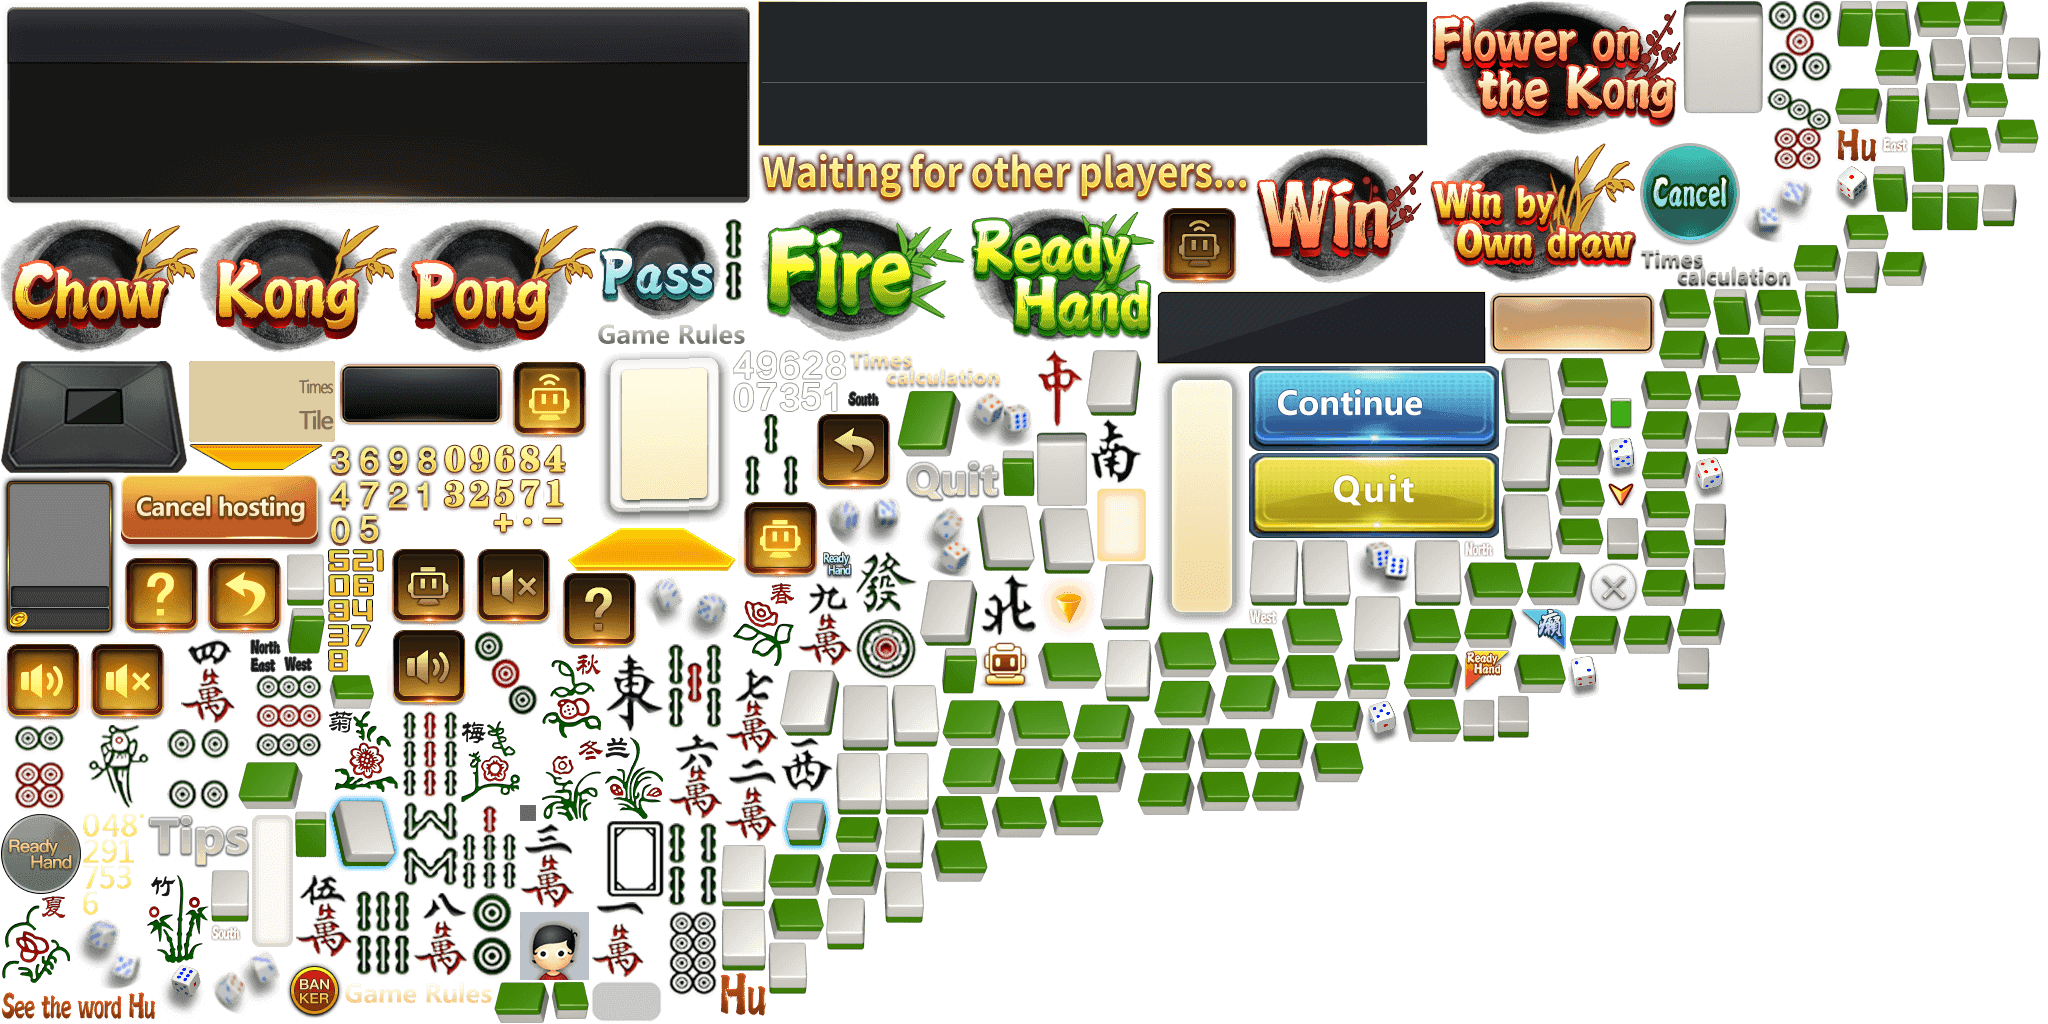 Flower on
the Kong
Waiting for other players...
Hu
East
Win
Win by
Own draw
Cancel
Chow
Kong
Pong
Pass
Fire
Ready
Hand
Times
calculation
Game Rules
49628
07351
Times
calculation
South
中
Times
Tile
Continue
Quit
Quit
南
3698
4721
05
09684
32571
+·-
Cancel hosting
521
06
94
37
8
?
?
Ready
Hand
發
春
九
萬
北
North
West
癩
Ready
Hand
四
萬
North
East West
秋
東
七
萬
菊
梅
冬
兰
六
萬
二
萬
西
Ready
Hand
048
291
753
6
Tips
三
萬
竹
夏
South
伍
萬
八
萬
一
萬
BAN
KER
Game Rules
See the word Hu
Hu